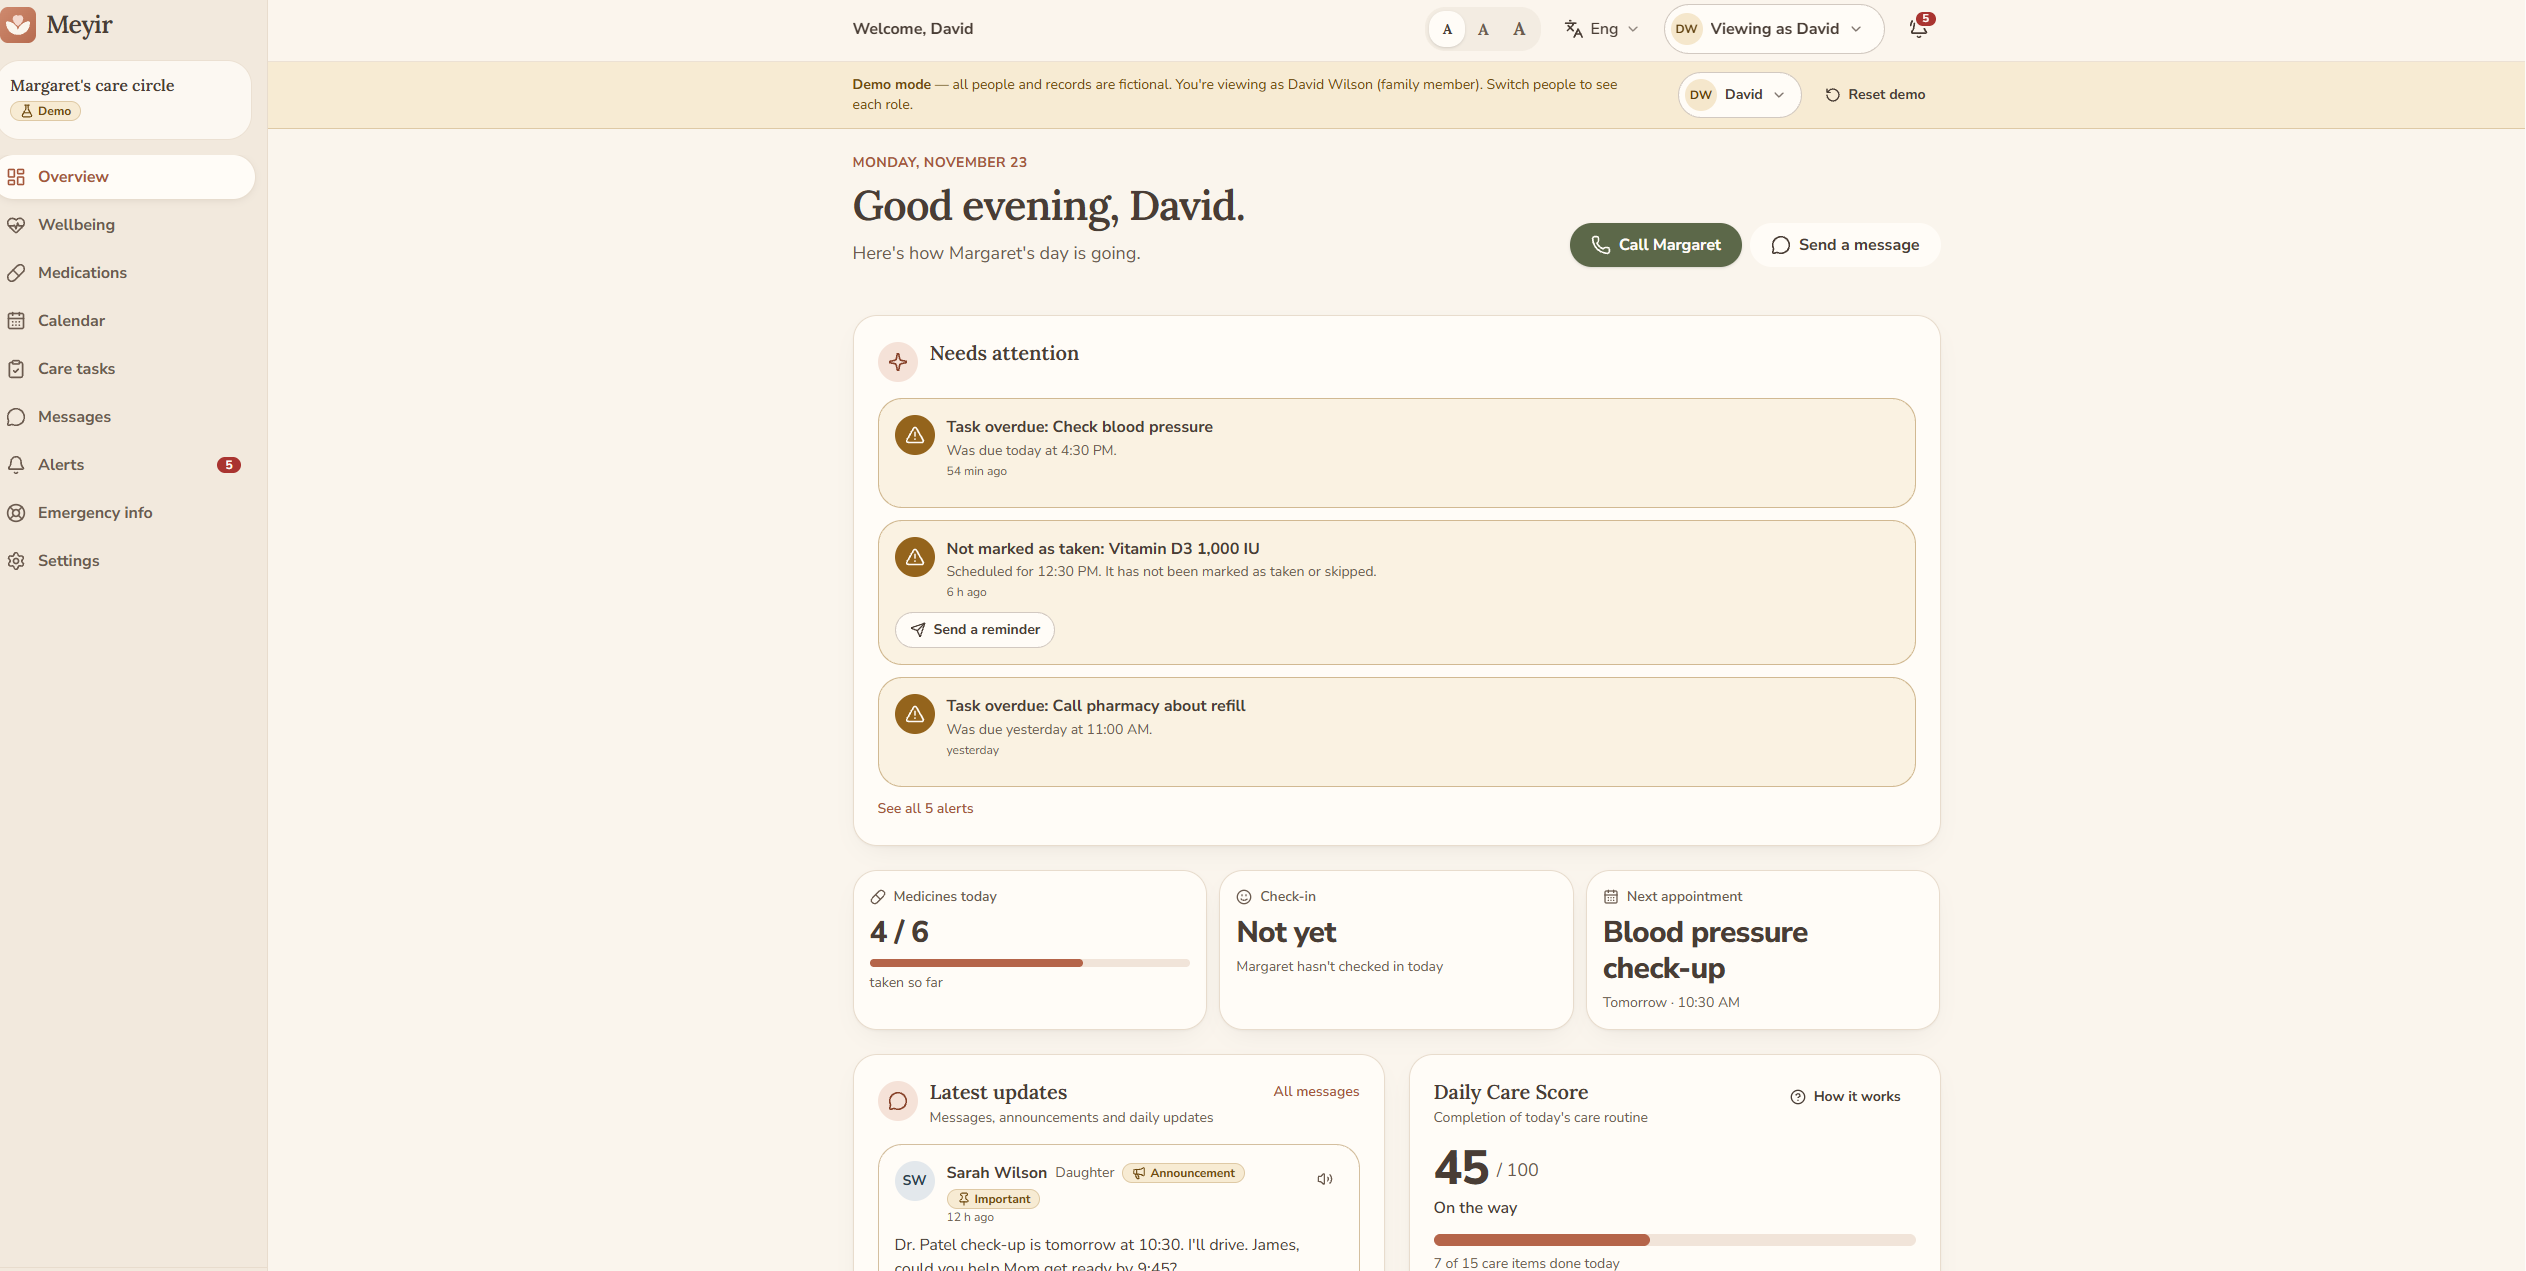 Meyir
Margaret's care circle
Demo
Overview
Wellbeing
Medications
Calendar
Care tasks
Messages
Alerts 5
Emergency info
Settings
Welcome, David
A A A
Eng
DW Viewing as David
5
Demo mode — all people and records are fictional. You're viewing as David Wilson (family member). Switch people to see
each role.
DW David
Reset demo
MONDAY, NOVEMBER 23
Good evening, David.
Here's how Margaret's day is going.
Call Margaret
Send a message
Needs attention
Task overdue: Check blood pressure
Was due today at 4:30 PM.
54 min ago
Not marked as taken: Vitamin D3 1,000 IU
Scheduled for 12:30 PM. It has not been marked as taken or skipped.
6 h ago
Send a reminder
Task overdue: Call pharmacy about refill
Was due yesterday at 11:00 AM.
yesterday
See all 5 alerts
Medicines today
4 / 6
taken so far
Check-in
Not yet
Margaret hasn't checked in today
Next appointment
Blood pressure
check-up
Tomorrow · 10:30 AM
Latest updates
All messages
Messages, announcements and daily updates
SW Sarah Wilson Daughter Announcement
Important
12 h ago
Dr. Patel check-up is tomorrow at 10:30. I'll drive. James,
could you help Mom get ready by 9:45?
Daily Care Score
How it works
Completion of today's care routine
45 / 100
On the way
7 of 15 care items done today